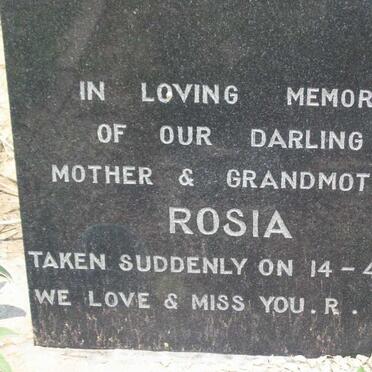 IN LOVING MEMOR
OF OUR DARLING
MOTHER & GRANDMOT
ROSIA
TAKEN SUDDENLY ON 14 - 4
WE LOVE & MISS YOU. R.